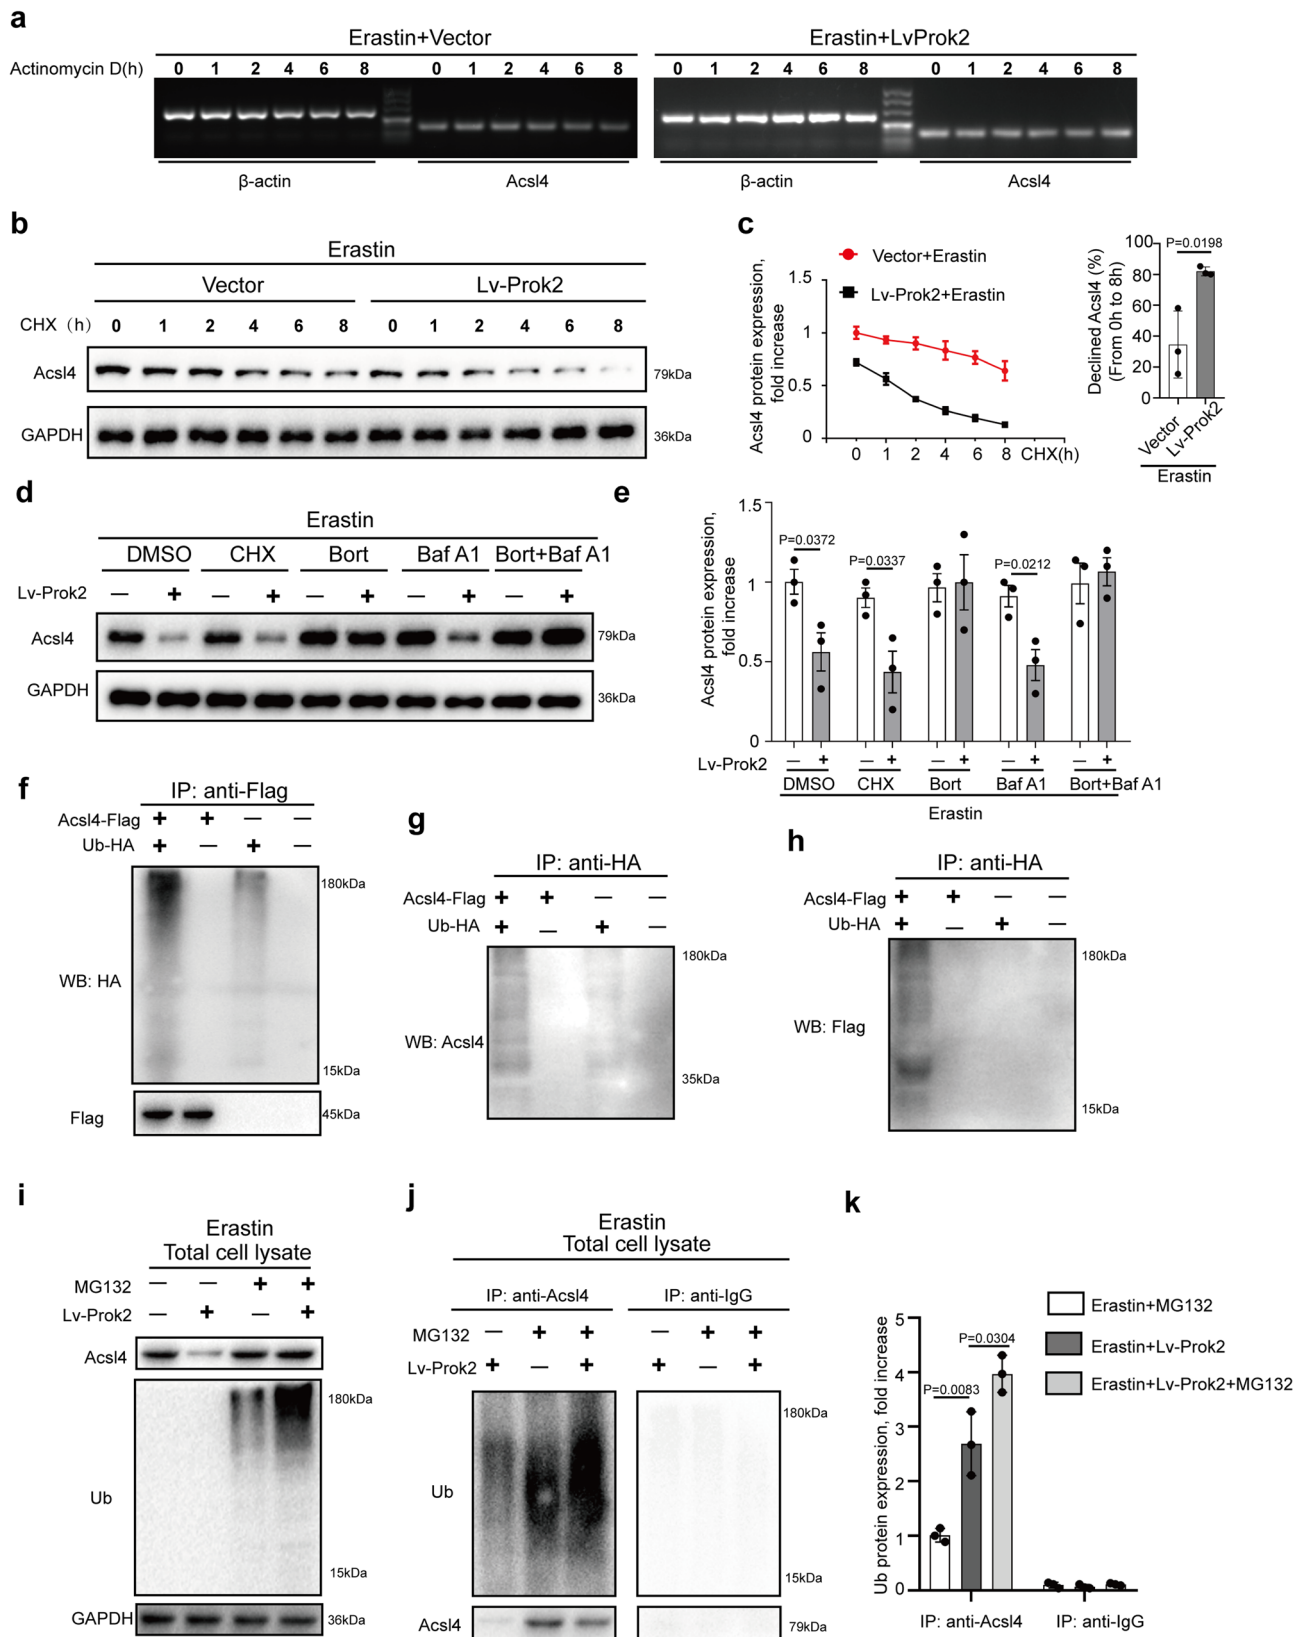 a
Erastin+Vector
Erastin+LvProk2
Actinomycin D(h) 0 1 2 4 6 8 0 1 2 4 6 8 0 1 2 4 6 8 0 1 2 4 6 8
β-actin Acsl4 β-actin Acsl4
b
Erastin
Vector Lv-Prok2
CHX (h) 0 1 2 4 6 8 0 1 2 4 6 8
Acsl4 79kDa
GAPDH 36kDa
c
Vector+Erastin
Lv-Prok2+Erastin
Acsl4 protein expression,
fold increase
1.5
1
0.5
0
0 1 2 4 6 8 CHX(h)
Declined Acsl4 (%)
(From 0h to 8h)
100
80
60
40
20
0
P=0.0198
Vector
Lv-Prok2
Erastin
d
Erastin
DMSO CHX Bort Baf A1 Bort+Baf A1
Lv-Prok2 — + — + — + — + — +
Acsl4 79kDa
GAPDH 36kDa
e
Acsl4 protein expression,
fold increase
1.5
1
0.5
0
P=0.0372
P=0.0337
P=0.0212
Lv-Prok2 — + — + — + — + — +
DMSO CHX Bort Baf A1 Bort+Baf A1
Erastin
f
IP: anti-Flag
Acsl4-Flag + + — —
Ub-HA + — + —
180kDa
WB: HA
15kDa
Flag 45kDa
g
IP: anti-HA
Acsl4-Flag + + — —
Ub-HA + — + —
180kDa
WB: Acsl4
35kDa
h
IP: anti-HA
Acsl4-Flag + + — —
Ub-HA + — + —
180kDa
WB: Flag
15kDa
i
Erastin
Total cell lysate
MG132 — — + +
Lv-Prok2 — + — +
Acsl4
180kDa
Ub
15kDa
GAPDH 36kDa
j
Erastin
Total cell lysate
IP: anti-Acsl4 IP: anti-IgG
MG132 — + + — + +
Lv-Prok2 + — + + — +
180kDa
Ub
15kDa
Acsl4 79kDa
k
Erastin+MG132
Erastin+Lv-Prok2
Erastin+Lv-Prok2+MG132
Ub protein expression, fold increase
5
4
3
2
1
0
P=0.0083
P=0.0304
IP: anti-Acsl4 IP: anti-IgG